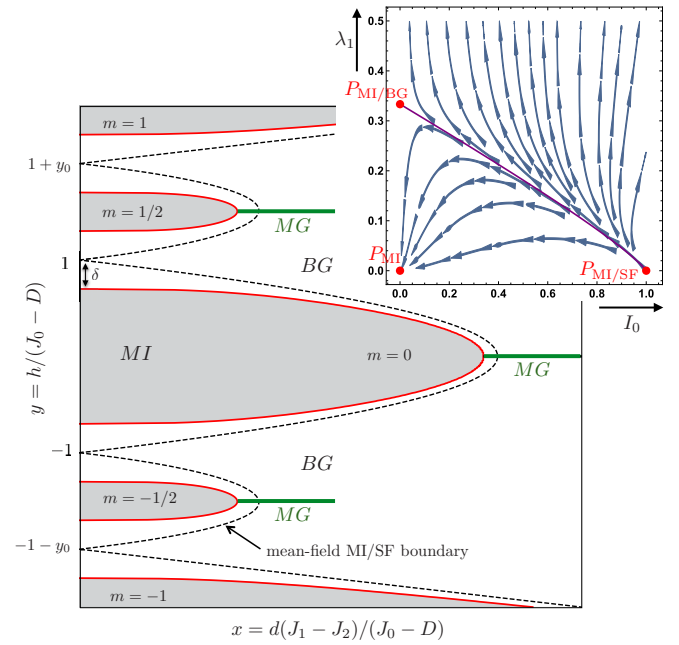 λ₁
0.5
0.4
P_MI/BG
0.3
0.2
0.1
P_MI
P_MI/SF
0.0
0.0 0.2 0.4 0.6 0.8 1.0
I₀
m = 1
1 + y₀
m = 1/2
MG
BG
1
δ
MI
m = 0
MG
y = h/(J₀ − D)
−1
BG
m = −1/2
MG
−1 − y₀
mean-field MI/SF boundary
m = −1
x = d(J₁ − J₂)/(J₀ − D)